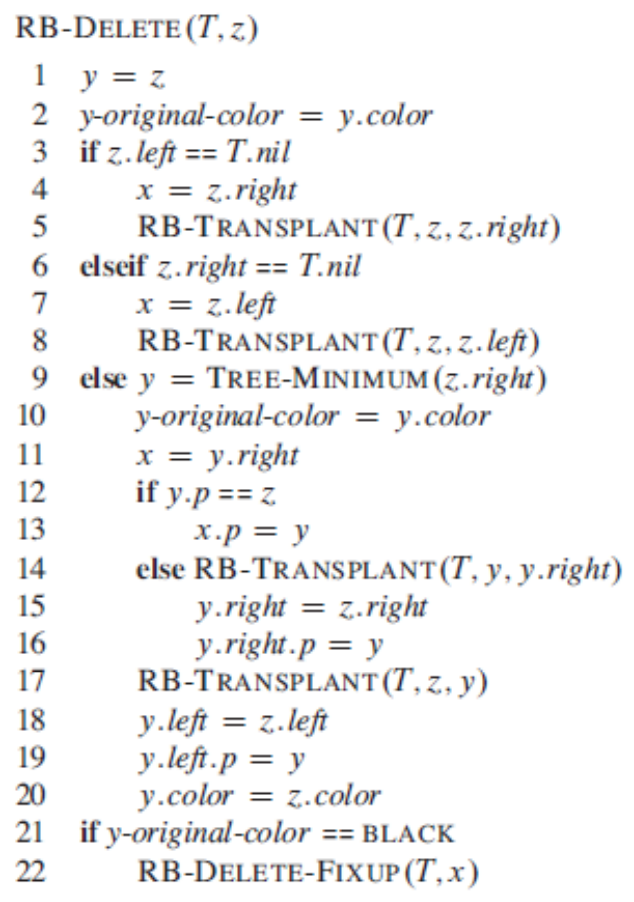 RB-DELETE(T, z)
1 y = z
2 y-original-color = y.color
3 if z.left == T.nil
4 x = z.right
5 RB-TRANSPLANT(T, z, z.right)
6 elseif z.right == T.nil
7 x = z.left
8 RB-TRANSPLANT(T, z, z.left)
9 else y = TREE-MINIMUM(z.right)
10 y-original-color = y.color
11 x = y.right
12 if y.p == z
13 x.p = y
14 else RB-TRANSPLANT(T, y, y.right)
15 y.right = z.right
16 y.right.p = y
17 RB-TRANSPLANT(T, z, y)
18 y.left = z.left
19 y.left.p = y
20 y.color = z.color
21 if y-original-color == BLACK
22 RB-DELETE-FIXUP(T, x)